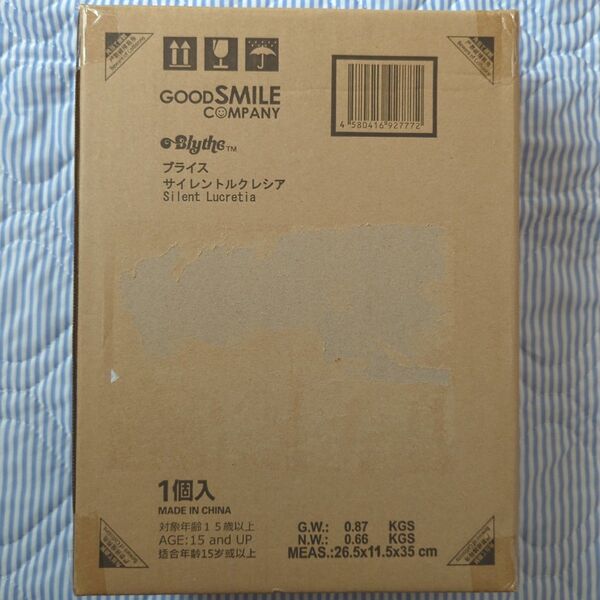 GOODSMILE
COMPANY
4 580416 927772
Blythe™
ブライス
サイレントルクレシア
Silent Lucretia
1個入
MADE IN CHINA
対象年齢15歳以上
AGE:15 and UP
适合年龄15岁或以上
G.W.: 0.87 KGS
N.W.: 0.66 KGS
MEAS.:26.5x11.5x35 cm